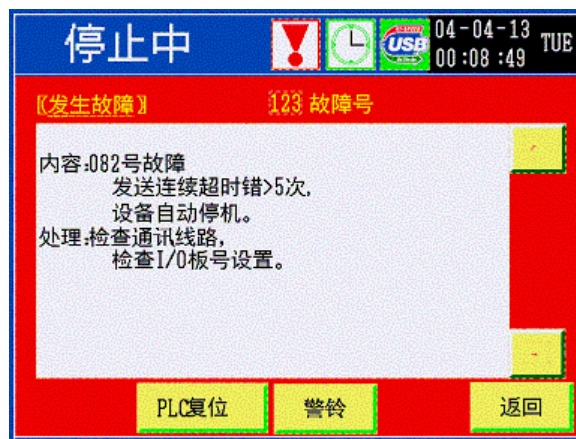 停止中
USB
04-04-13 TUE
00:08:49
〖发生故障〗 123 故障号
内容:082号故障
发送连续超时错>5次,
设备自动停机。
处理:检查通讯线路,
检查I/O板号设置。
PLC复位 警铃 返回